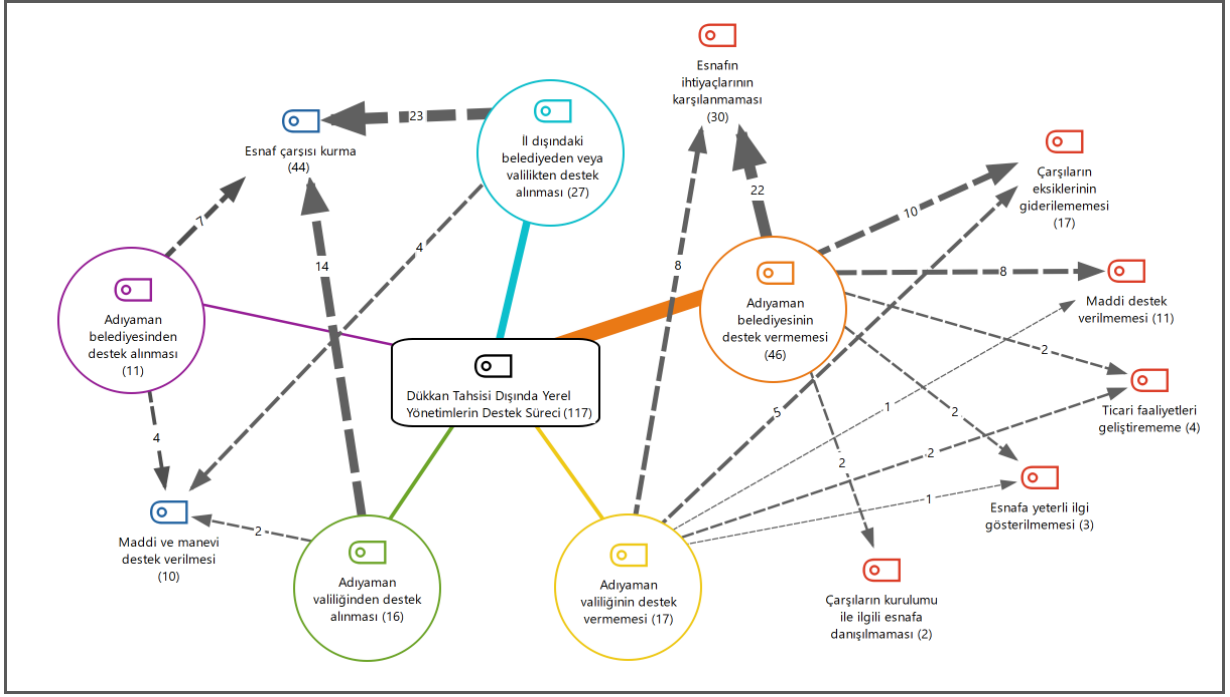 Esnafın
ihtiyaçlarının
karşılanmaması
(30)
Esnaf çarşısı kurma
(44)
23
İl dışındaki
belediyeden veya
valilikten destek
alınması (27)
Çarşıların
eksiklerinin
giderilememesi
(17)
22
10
7
4
14
8
8
Adıyaman
belediyesinden
destek alınması
(11)
Adıyaman
belediyesinin
destek vermemesi
(46)
Maddi destek
verilmemesi (11)
2
Dükkan Tahsisi Dışında Yerel
Yönetimlerin Destek Süreci (117)
5
1
2
Ticari faaliyetleri
geliştirememe (4)
4
2
2
1
Esnafa yeterli ilgi
gösterilmemesi (3)
Maddi ve manevi
destek verilmesi
(10)
2
Adıyaman
valiliğinden destek
alınması (16)
Adıyaman
valiliğinin destek
vermemesi (17)
Çarşıların kurulumu
ile ilgili esnafa
danışılmaması (2)